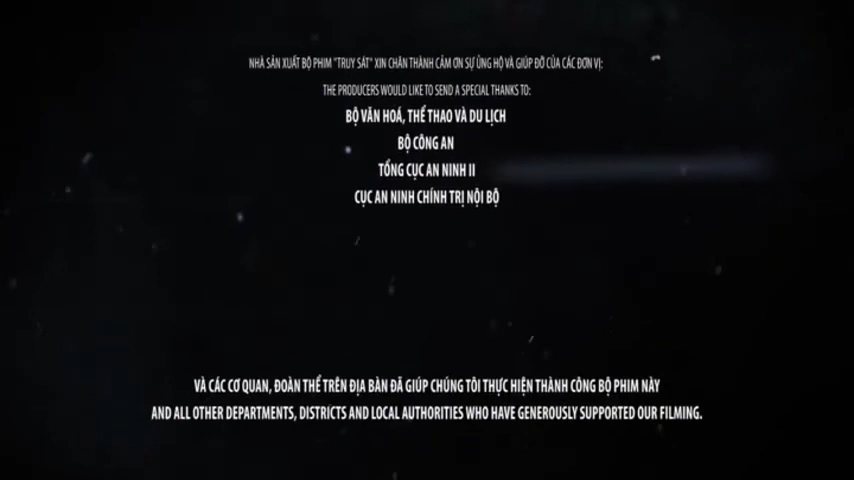 NHÀ SẢN XUẤT BỘ PHIM "TRUY SÁT" XIN CHÂN THÀNH CẢM ƠN SỰ ỦNG HỘ VÀ GIÚP ĐỠ CỦA CÁC ĐƠN VỊ:
THE PRODUCERS WOULD LIKE TO SEND A SPECIAL THANKS TO:
BỘ VĂN HOÁ, THỂ THAO VÀ DU LỊCH
BỘ CÔNG AN
TỔNG CỤC AN NINH II
CỤC AN NINH CHÍNH TRỊ NỘI BỘ
VÀ CÁC CƠ QUAN, ĐOÀN THỂ TRÊN ĐỊA BÀN ĐÃ GIÚP CHÚNG TÔI THỰC HIỆN THÀNH CÔNG BỘ PHIM NÀY
AND ALL OTHER DEPARTMENTS, DISTRICTS AND LOCAL AUTHORITIES WHO HAVE GENEROUSLY SUPPORTED OUR FILMING.